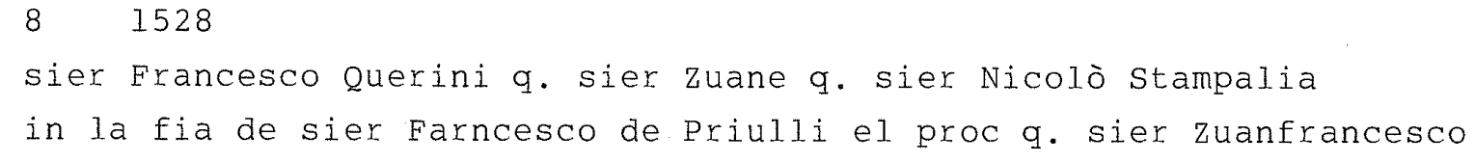 8    1528
sier Francesco Querini q. sier Zuane q. sier Nicolò Stampalia
in la fia de sier Farncesco de Priulli el proc q. sier Zuanfrancesco